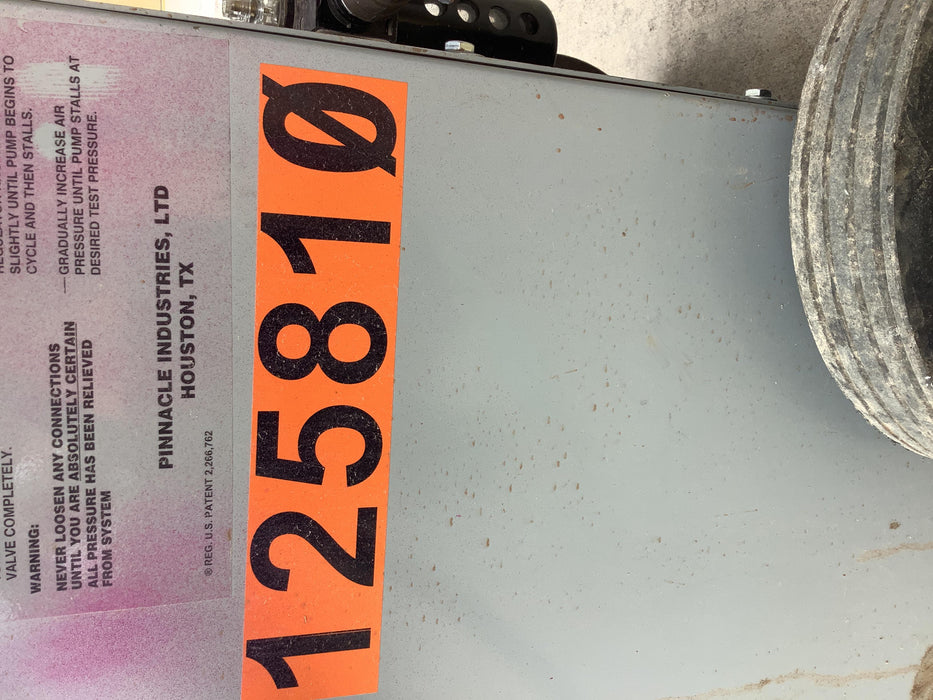 SLIGHTLY UNTIL PUMP BEGINS TO
CYCLE AND THEN STALLS.
— GRADUALLY INCREASE AIR
PRESSURE UNTIL PUMP STALLS AT
DESIRED TEST PRESSURE.
VALVE COMPLETELY.
WARNING:
NEVER LOOSEN ANY CONNECTIONS
UNTIL YOU ARE ABSOLUTELY CERTAIN
ALL PRESSURE HAS BEEN RELIEVED
FROM SYSTEM
PINNACLE INDUSTRIES, LTD
HOUSTON, TX
® REG. U.S. PATENT 2,266,762
12581Ø